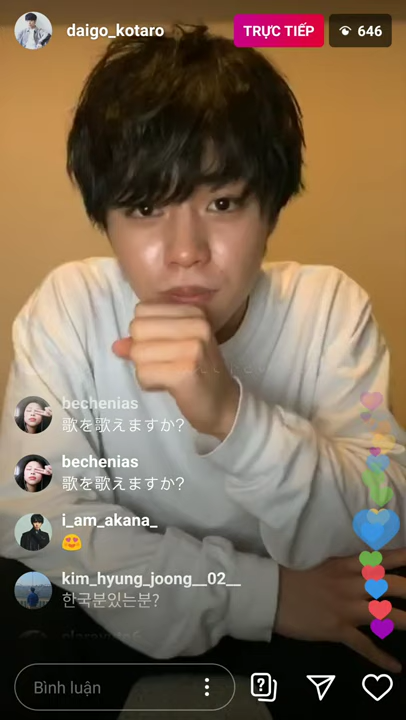 daigo_kotaro
TRỰC TIẾP
646
bechenias
歌を歌えますか?
bechenias
歌を歌えますか?
i_am_akana_
kim_hyung_joong__02__
한국분있는분?
Bình luận